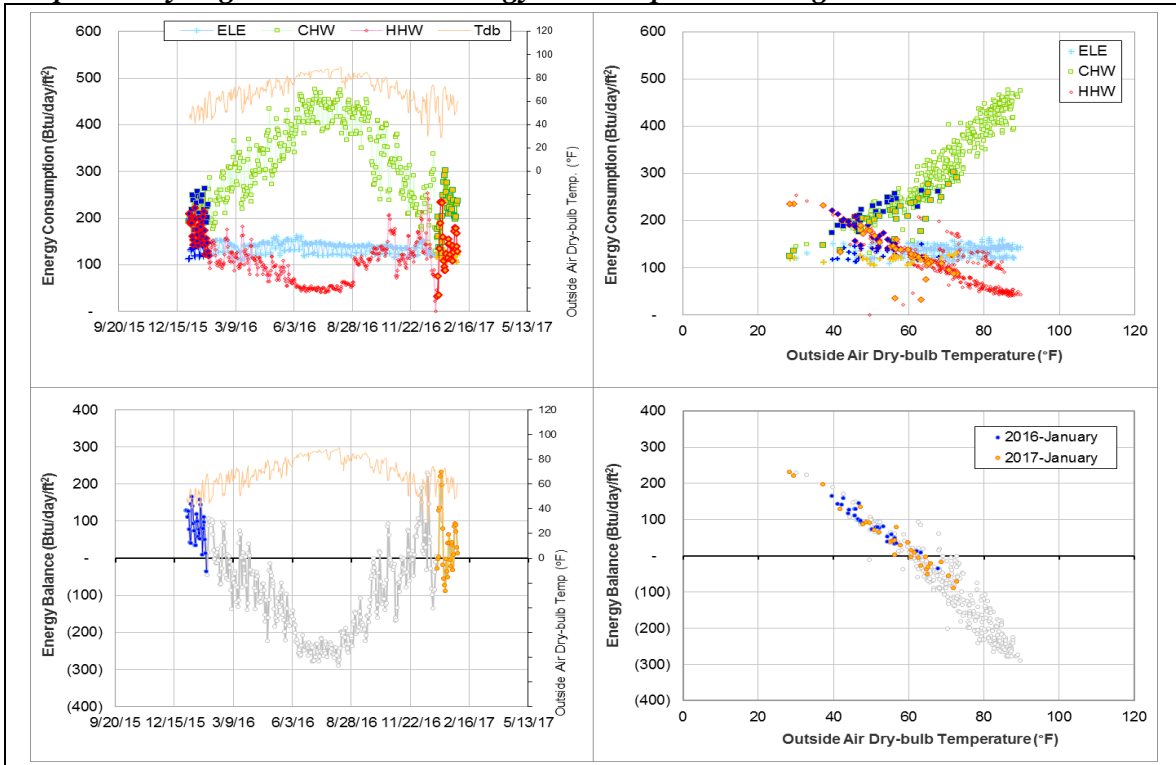 600
500
400
300
200
100
-
Energy Consumption (Btu/day/ft²)
ELE CHW HHW Tdb
120
100
80
60
40
20
0
Outside Air Dry-bulb Temp. (°F)
9/20/15 12/15/15 3/9/16 6/3/16 8/28/16 11/22/16 2/16/17 5/13/17
600
500
400
300
200
100
-
Energy Consumption (Btu/day/ft²)
ELE
CHW
HHW
0 20 40 60 80 100 120
Outside Air Dry-bulb Temperature (°F)
400
300
200
100
-
(100)
(200)
(300)
(400)
Energy Balance (Btu/day/ft²)
120
100
80
60
40
20
0
Outside Air Dry-bulb Temp (°F)
9/20/15 12/15/15 3/9/16 6/3/16 8/28/16 11/22/16 2/16/17 5/13/17
400
300
200
100
-
(100)
(200)
(300)
(400)
Energy Balance (Btu/day/ft²)
2016-January
2017-January
0 20 40 60 80 100 120
Outside Air Dry-bulb Temperature (°F)